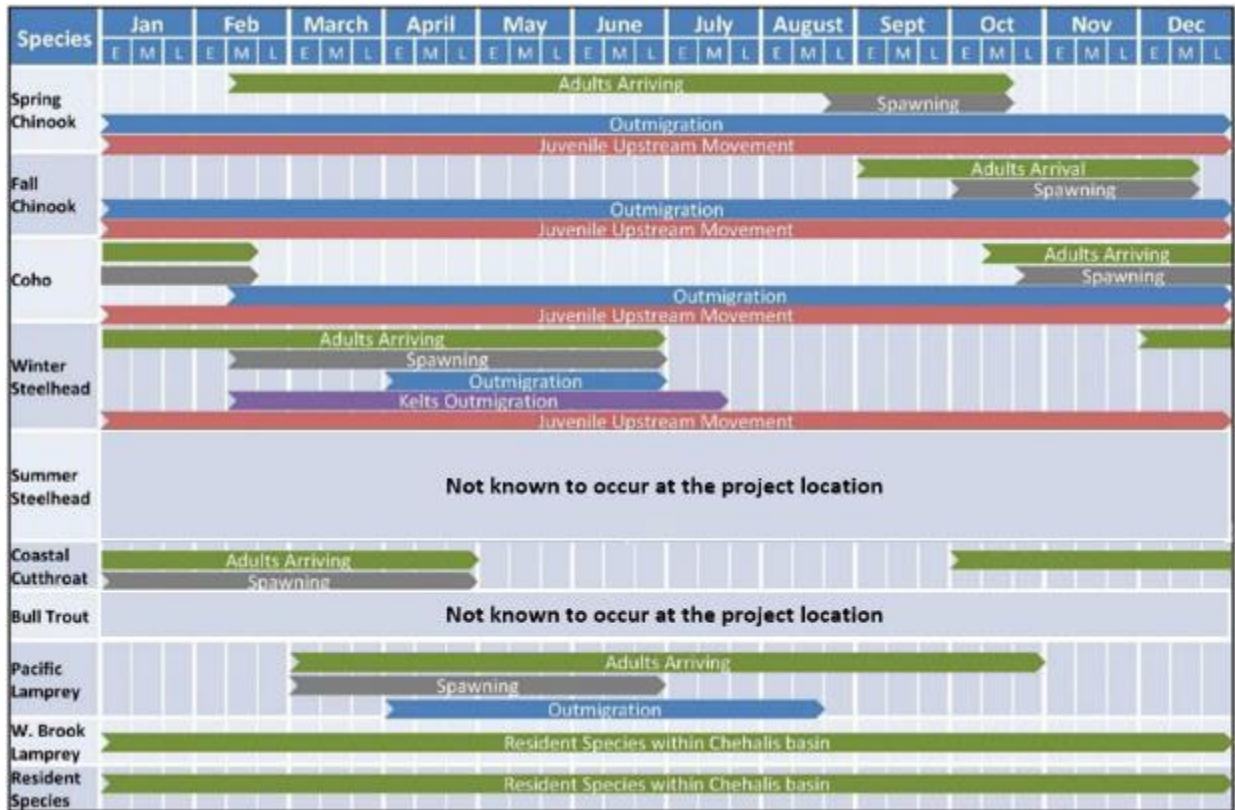 Species Jan Feb March April May June July August Sept Oct Nov Dec
E M L E M L E M L E M L E M L E M L E M L E M L E M L E M L E M L E M L
Spring
Chinook
Adults Arriving
Spawning
Outmigration
Juvenile Upstream Movement
Fall
Chinook
Adults Arrival
Spawning
Outmigration
Juvenile Upstream Movement
Coho
Adults Arriving
Spawning
Outmigration
Juvenile Upstream Movement
Winter
Steelhead
Adults Arriving
Spawning
Outmigration
Kelts Outmigration
Juvenile Upstream Movement
Summer
Steelhead
Not known to occur at the project location
Coastal
Cutthroat
Adults Arriving
Spawning
Bull Trout
Not known to occur at the project location
Pacific
Lamprey
Adults Arriving
Spawning
Outmigration
W. Brook
Lamprey
Resident Species within Chehalis basin
Resident
Species
Resident Species within Chehalis basin